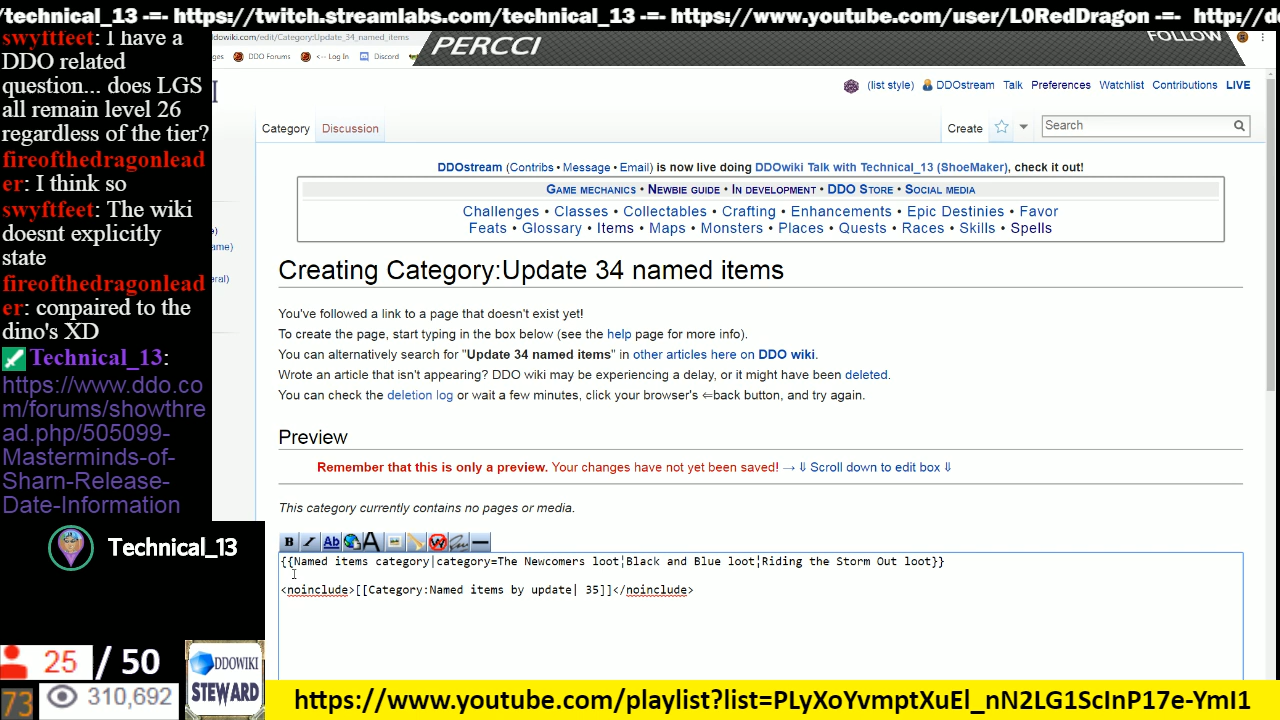 /technical_13 -=- https://twitch.streamlabs.com/technical_13 -=- https://www.youtube.com/user/L0RedDragon -=- http://d
swyftfeet: I have a
DDO related
question... does LGS
all remain level 26
regardless of the tier?
fireofthedragonlead
er: I think so
swyftfeet: The wiki
doesnt explicitly
state
fireofthedragonlead
er: conpaired to the
dino's XD
Technical_13:
https://www.ddo.co
m/forums/showthre
ad.php/505099-
Masterminds-of-
Sharn-Release-
Date-Information
Technical_13
25 / 50
73 310,692
DDOWIKI
STEWARD
dowiki.com/edit/Category:Update_34_named_items
ges DDO Forums <-- Log In Discord
PERCCI
FOLLOW
(list style) DDOstream Talk Preferences Watchlist Contributions LIVE
Category Discussion Create Search
DDOstream (Contribs • Message • Email) is now live doing DDOwiki Talk with Technical_13 (ShoeMaker), check it out!
Game mechanics • Newbie guide • In development • DDO Store • Social media
Challenges • Classes • Collectables • Crafting • Enhancements • Epic Destinies • Favor
Feats • Glossary • Items • Maps • Monsters • Places • Quests • Races • Skills • Spells
Creating Category:Update 34 named items
You've followed a link to a page that doesn't exist yet!
To create the page, start typing in the box below (see the help page for more info).
You can alternatively search for "Update 34 named items" in other articles here on DDO wiki.
Wrote an article that isn't appearing? DDO wiki may be experiencing a delay, or it might have been deleted.
You can check the deletion log or wait a few minutes, click your browser's ⇐back button, and try again.
Preview
Remember that this is only a preview. Your changes have not yet been saved! → ⇓ Scroll down to edit box ⇓
This category currently contains no pages or media.
{{Named items category|category=The Newcomers loot¦Black and Blue loot¦Riding the Storm Out loot}}
<noinclude>[[Category:Named items by update| 35]]</noinclude>
https://www.youtube.com/playlist?list=PLyXoYvmptXuEl_nN2LG1ScInP17e-YmI1